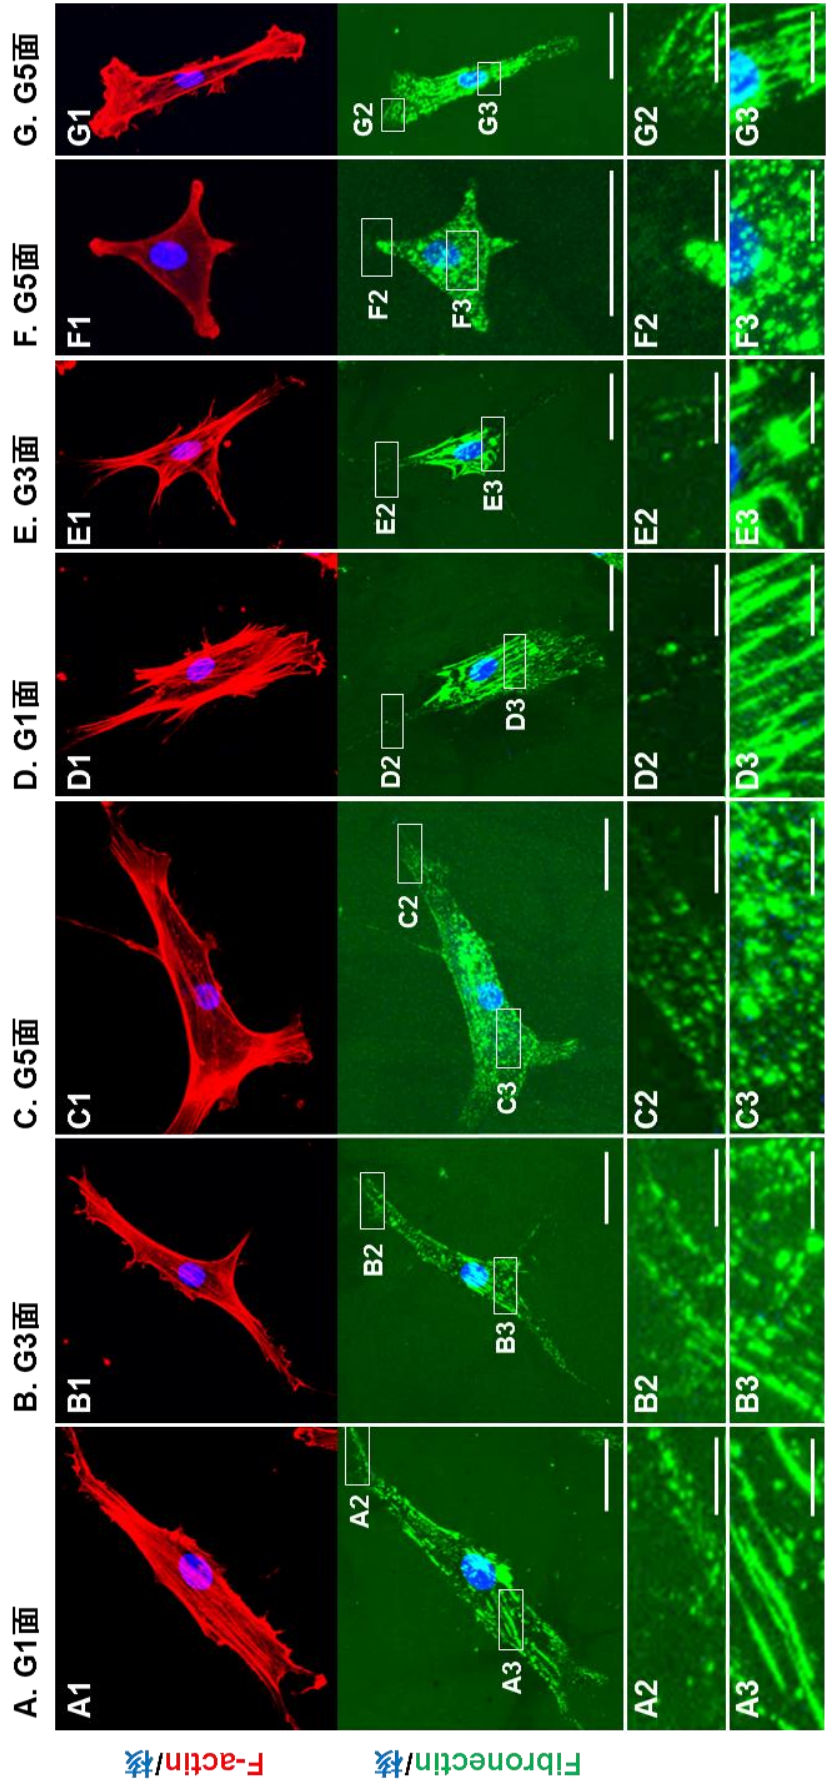 A. G1面 B. G3面 C. G5面 D. G1面 E. G3面 F. G5面 G. G5面
F-actin/核
A1 B1 C1 D1 E1 F1 G1
Fibronectin/核
A2 B2 C2 D2 E2 F2 G2
A3 B3 C3 D3 E3 F3 G3
A2 B2 C2 D2 E2 F2 G2
A3 B3 C3 D3 E3 F3 G3